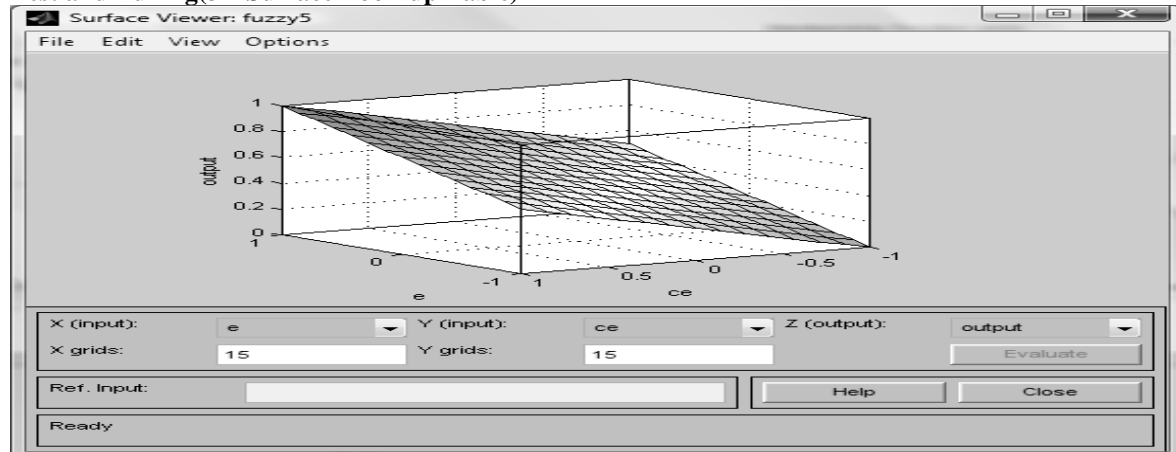 Surface Viewer: fuzzy5
File Edit View Options
output
1
0.8
0.6
0.4
0.2
0
1
0
-1
e
1
0.5
0
-0.5
-1
ce
X (input): e Y (input): ce Z (output): output
X grids: 15 Y grids: 15 Evaluate
Ref. Input: Help Close
Ready